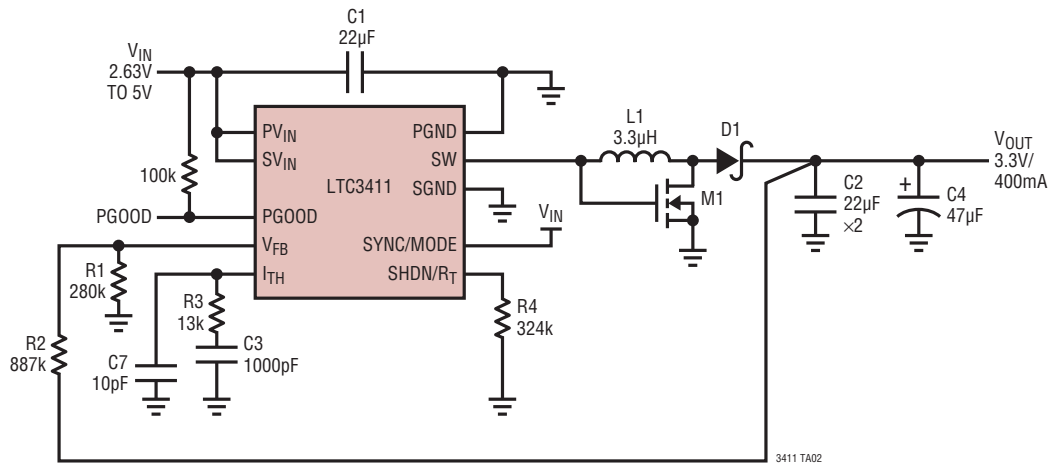 C1
22µF
VIN
2.63V
TO 5V
PVIN
SVIN
100k
PGOOD
LTC3411
PGOOD
VFB
ITH
PGND
SW
SGND
SYNC/MODE
SHDN/RT
VIN
L1
3.3µH
D1
M1
VOUT
3.3V/
400mA
C2
22µF
×2
+
C4
47µF
R1
280k
R2
887k
R3
13k
C3
1000pF
C7
10pF
R4
324k
3411 TA02